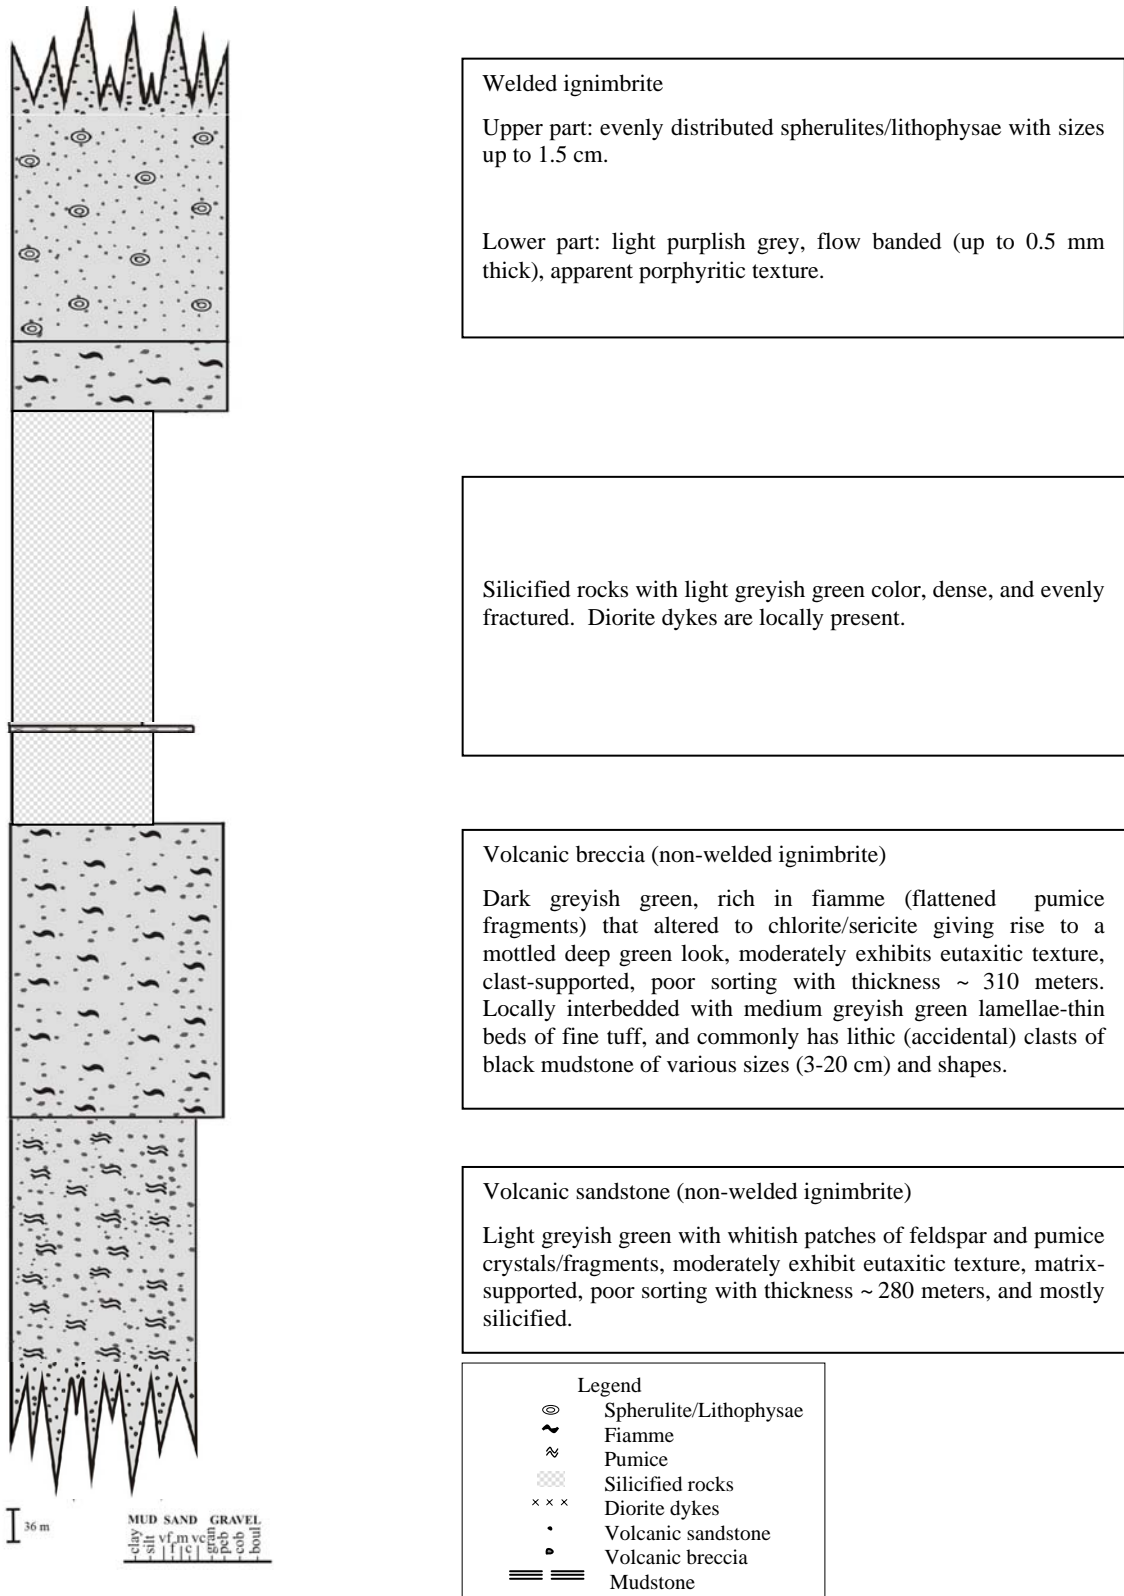 Welded ignimbrite
Upper part: evenly distributed spherulites/lithophysae with sizes
up to 1.5 cm.
Lower part: light purplish grey, flow banded (up to 0.5 mm
thick), apparent porphyritic texture.
Silicified rocks with light greyish green color, dense, and evenly
fractured. Diorite dykes are locally present.
Volcanic breccia (non-welded ignimbrite)
Dark greyish green, rich in fiamme (flattened pumice
fragments) that altered to chlorite/sericite giving rise to a
mottled deep green look, moderately exhibits eutaxitic texture,
clast-supported, poor sorting with thickness ~ 310 meters.
Locally interbedded with medium greyish green lamellae-thin
beds of fine tuff, and commonly has lithic (accidental) clasts of
black mudstone of various sizes (3-20 cm) and shapes.
Volcanic sandstone (non-welded ignimbrite)
Light greyish green with whitish patches of feldspar and pumice
crystals/fragments, moderately exhibit eutaxitic texture, matrix-
supported, poor sorting with thickness ~ 280 meters, and mostly
silicified.
Legend
Spherulite/Lithophysae
Fiamme
Pumice
Silicified rocks
Diorite dykes
Volcanic sandstone
Volcanic breccia
Mudstone
36 m
MUD SAND GRAVEL
clay silt vf f m c vc gran peb cob boul